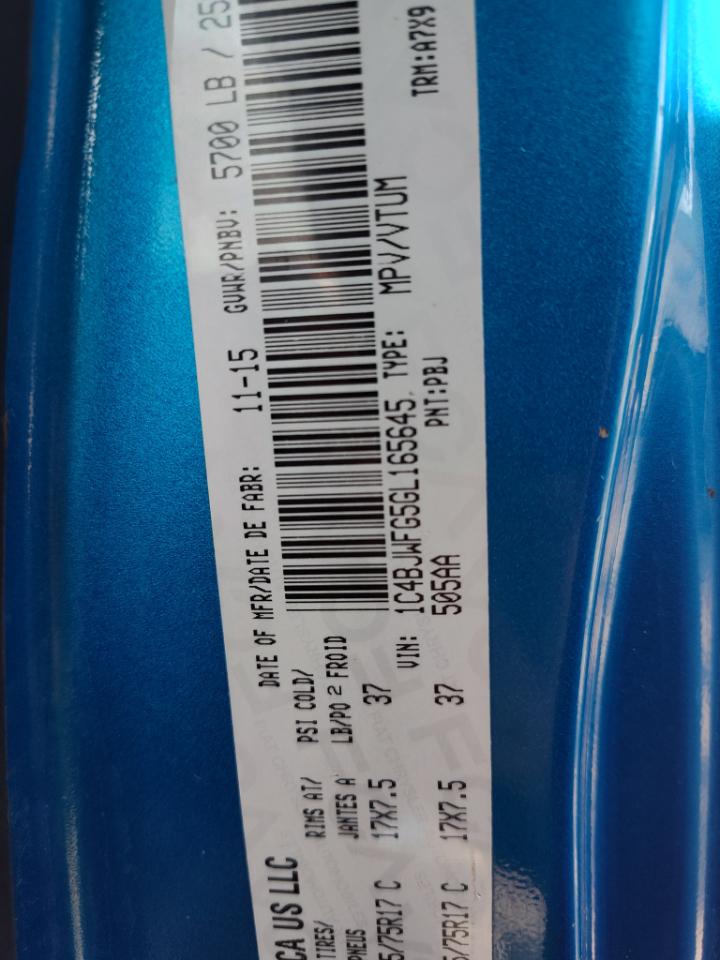 CA US LLC
DATE OF MFR/DATE DE FABR: 11-15 GVWR/PNBV: 5700 LB / 25
TIRES/ RIMS AT/ PSI COLD/
PNEUS JANTES A LB/PO 2 FROID
5/75R17 C 17X7.5 37
VIN: 1C4BJWFG5GL165645 TYPE: MPV/VTUM TRM:A7X9
505AA PNT:PBJ
5/75R17 C 17X7.5 37